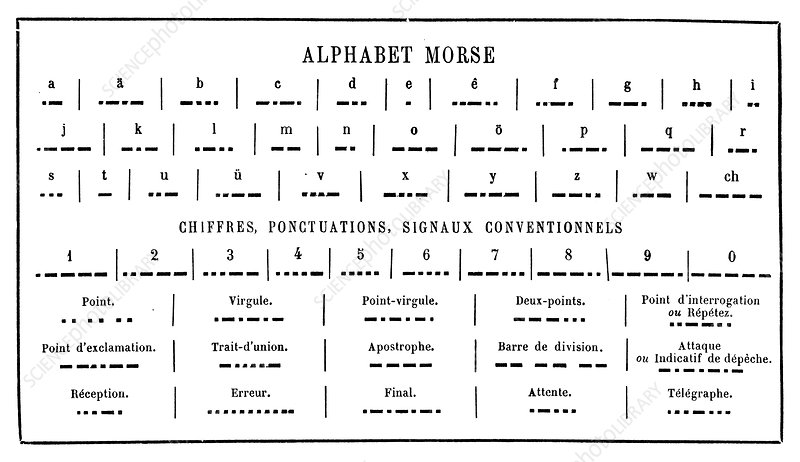 ALPHABET MORSE
a ä b c d e ê f g h i
j k l m n o ö p q r
s t u ü v x y z w ch
CHIFFRES, PONCTUATIONS, SIGNAUX CONVENTIONNELS
1 2 3 4 5 6 7 8 9 0
Point. Virgule. Point-virgule. Deux-points. Point d'interrogation
ou Répétez.
Point d'exclamation. Trait-d'union. Apostrophe. Barre de division. Attaque
ou Indicatif de dépêche.
Réception. Erreur. Final. Attente. Télégraphe.
SCIENCEphotoLIBRARY